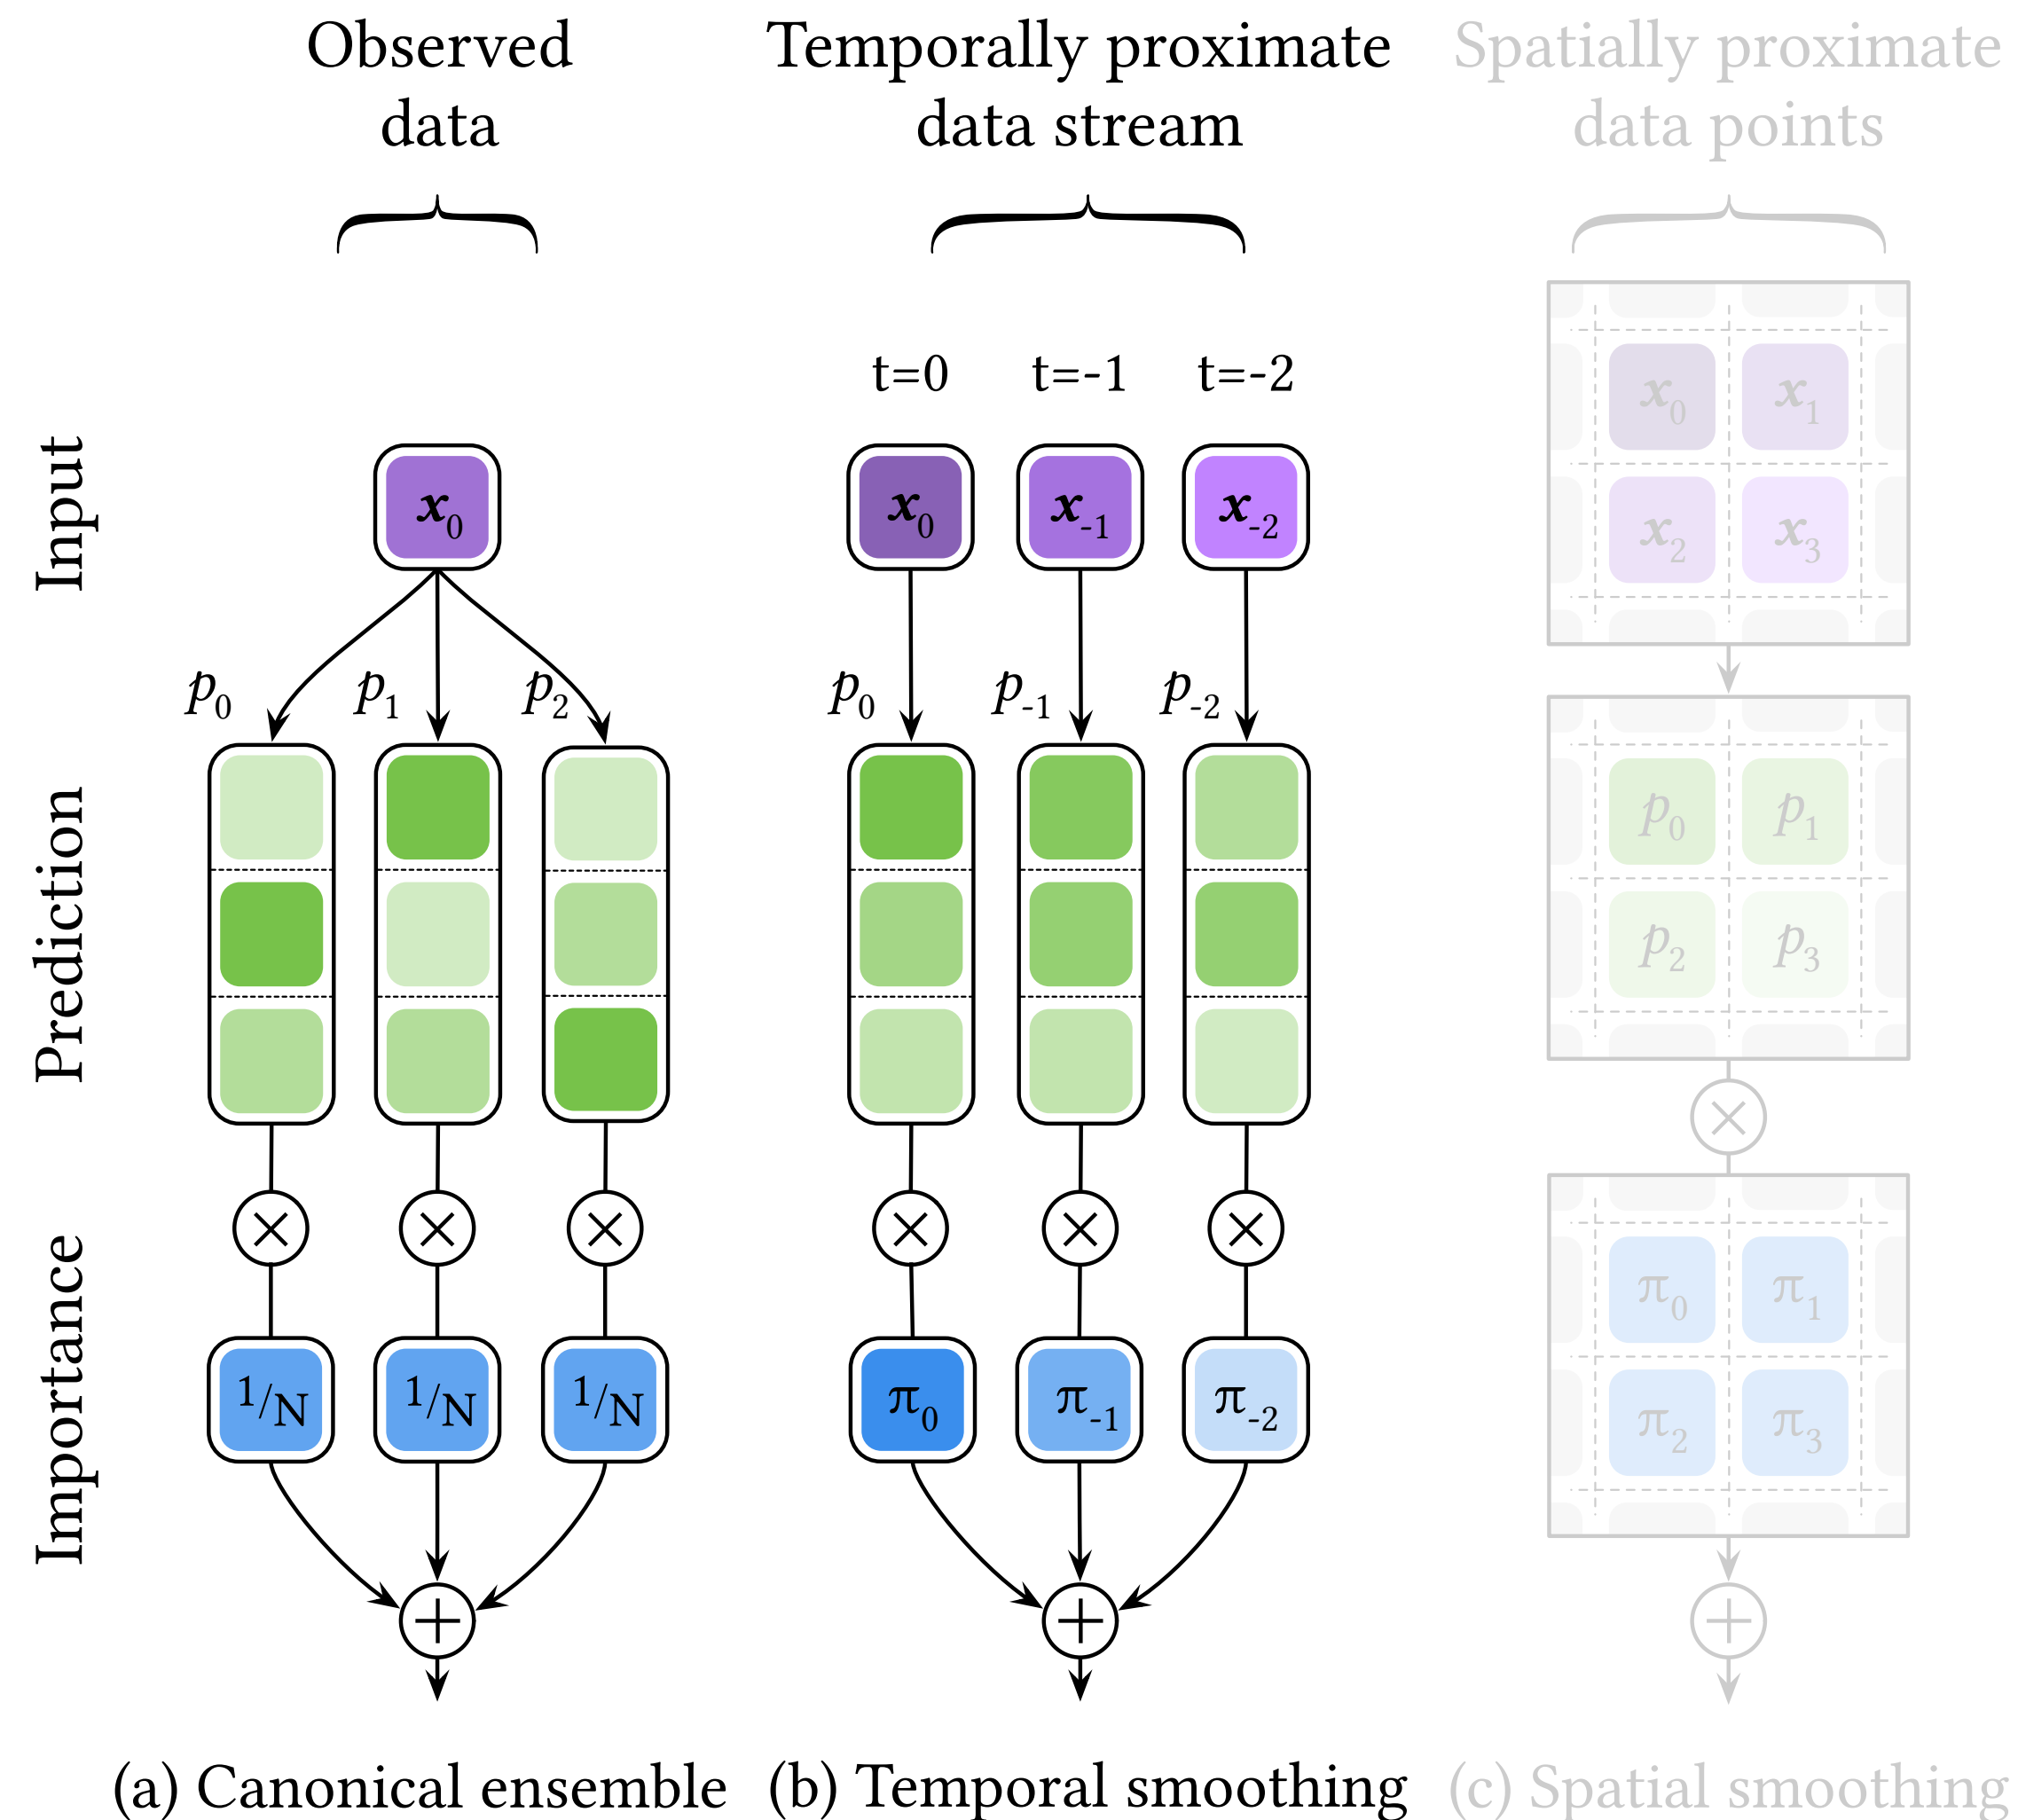 Observed
data
Temporally proximate
data stream
Spatially proximate
data points
Input
t=0 t=-1 t=-2
x0
x0 x-1 x-2
x0 x1
x2 x3
Prediction
p0 p1 p2
p0 p-1 p-2
p0 p1
p2 p3
Importance
1/N 1/N 1/N
π0 π-1 π-2
π0 π1
π2 π3
(a) Canonical ensemble
(b) Temporal smoothing
(c) Spatial smoothing